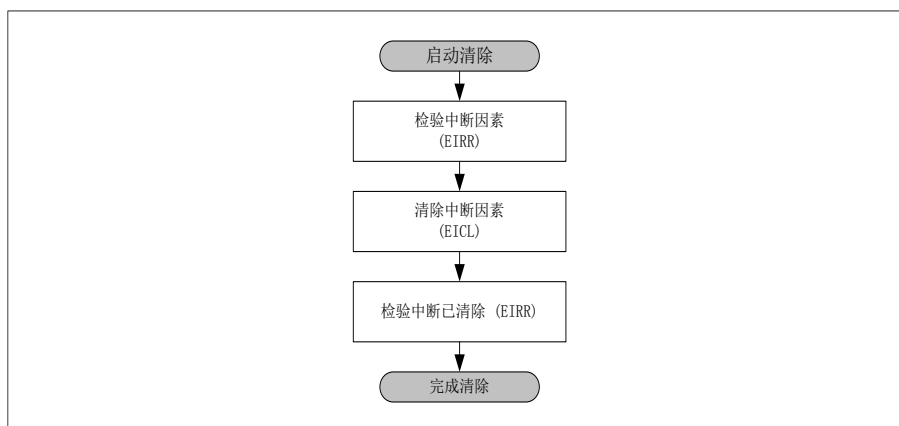 启动清除
检验中断因素
(EIRR)
清除中断因素
(EICL)
检验中断已清除 (EIRR)
完成清除